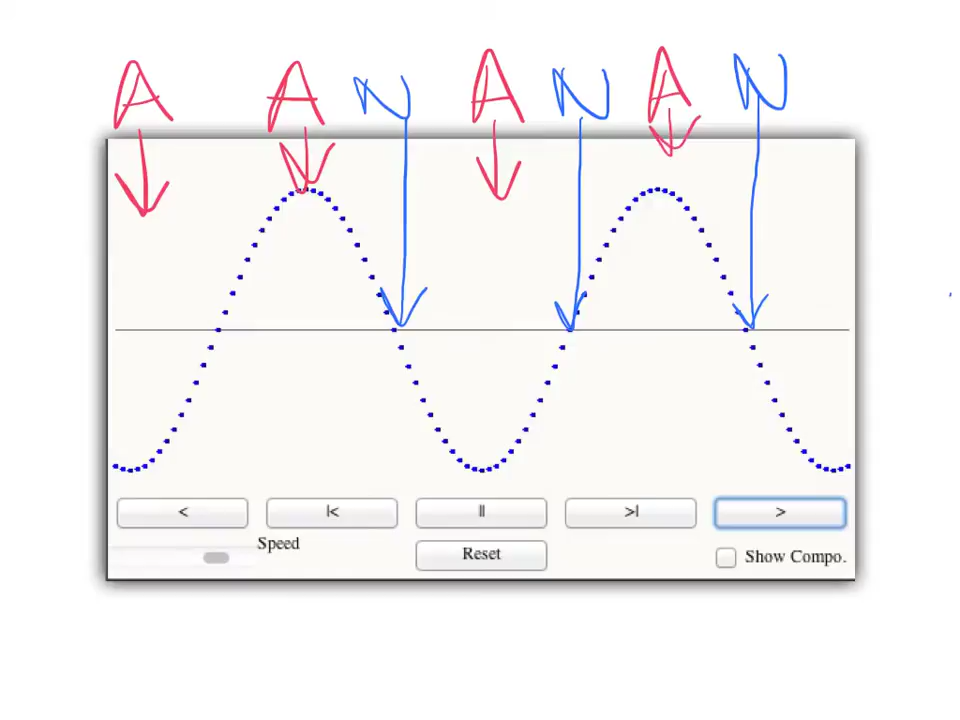 A A N A N A N
< |< || >| >
Speed Reset Show Compo.